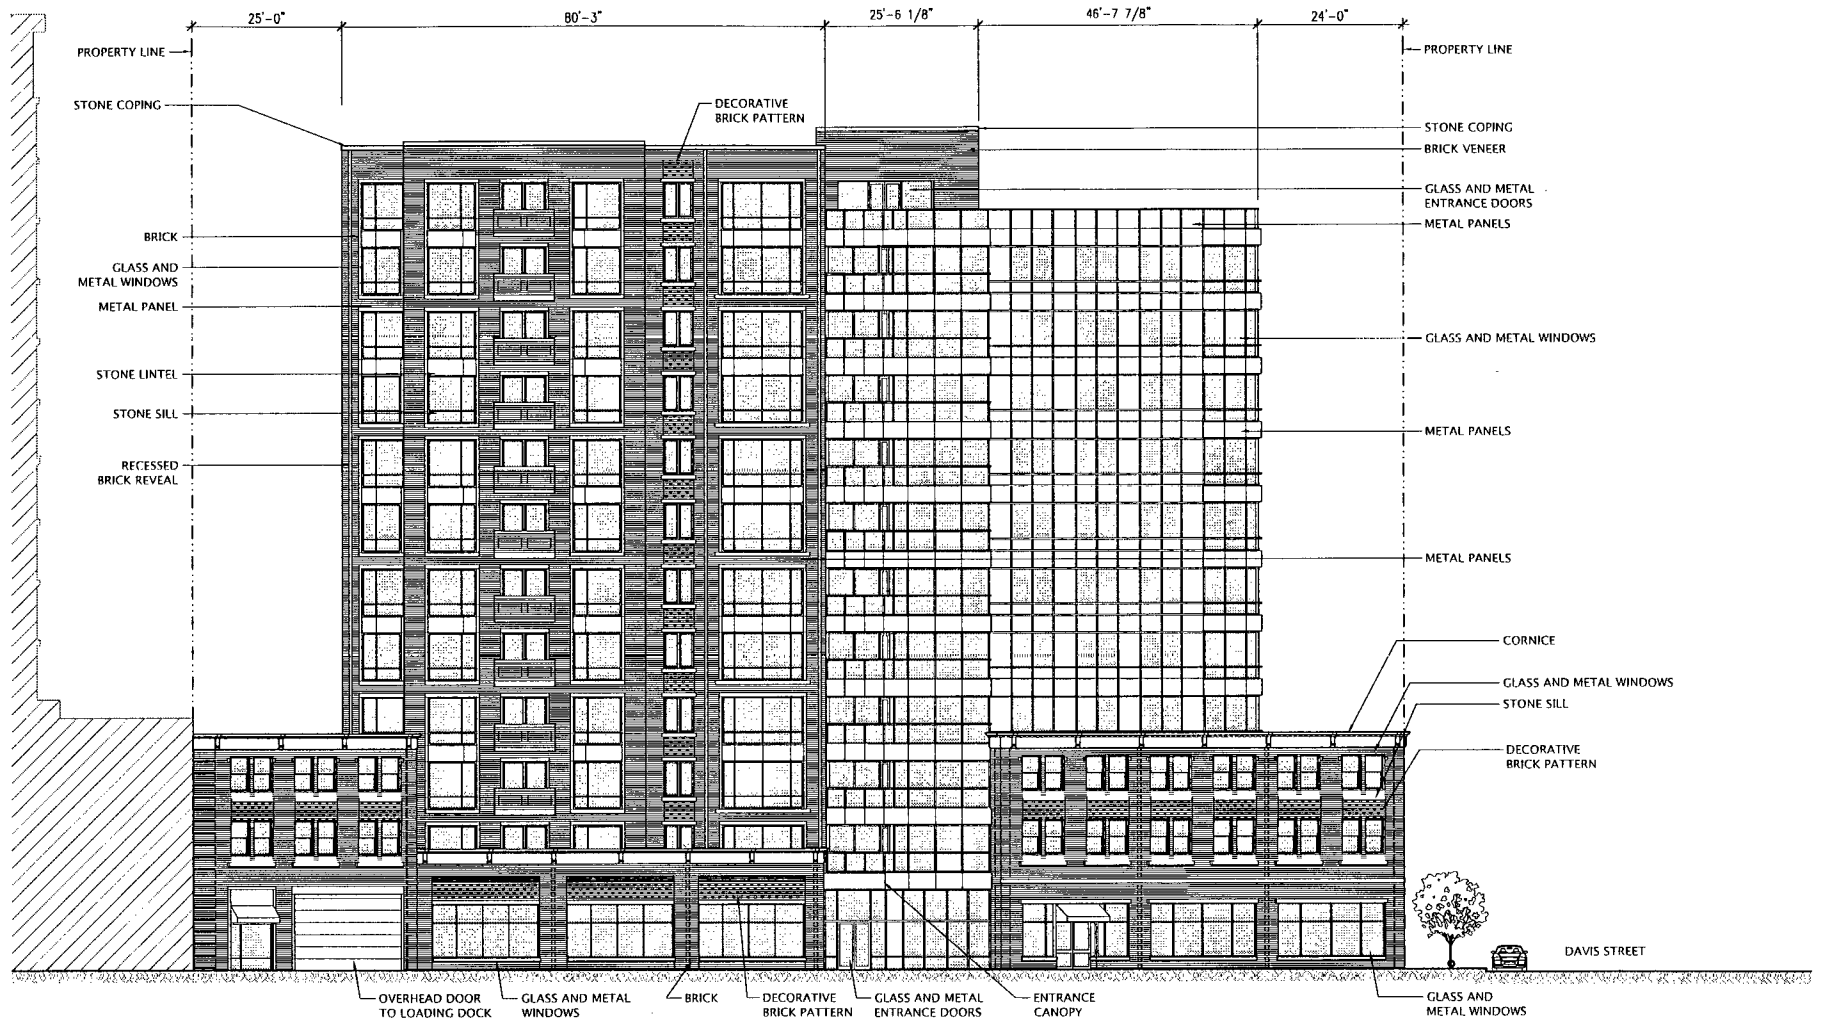 25'-0"
80'-3"
25'-6 1/8"
46'-7 7/8"
24'-0"
PROPERTY LINE
PROPERTY LINE
STONE COPING
DECORATIVE
BRICK PATTERN
STONE COPING
BRICK VENEER
GLASS AND METAL
ENTRANCE DOORS
METAL PANELS
BRICK
GLASS AND
METAL WINDOWS
METAL PANEL
GLASS AND METAL WINDOWS
STONE LINTEL
STONE SILL
METAL PANELS
RECESSED
BRICK REVEAL
METAL PANELS
CORNICE
GLASS AND METAL WINDOWS
STONE SILL
DECORATIVE
BRICK PATTERN
DAVIS STREET
OVERHEAD DOOR
TO LOADING DOCK
GLASS AND METAL
WINDOWS
BRICK
DECORATIVE
BRICK PATTERN
GLASS AND METAL
ENTRANCE DOORS
ENTRANCE
CANOPY
GLASS AND
METAL WINDOWS